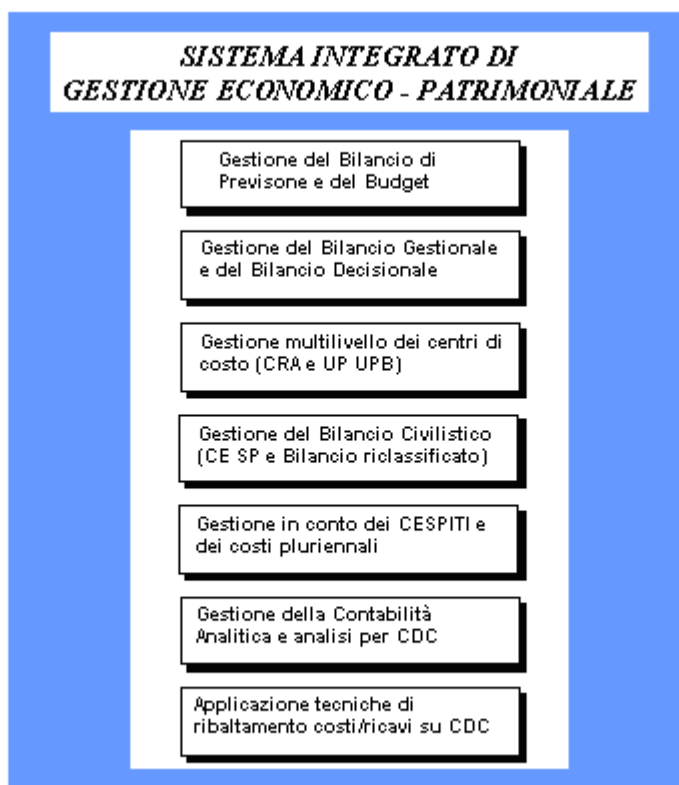 SISTEMA INTEGRATO DI
GESTIONE ECONOMICO - PATRIMONIALE
Gestione del Bilancio di
Previsone e del Budget
Gestione del Bilancio Gestionale
e del Bilancio Decisionale
Gestione multilivello dei centri di
costo (CRA e UP UPB)
Gestione del Bilancio Civilistico
(CE SP e Bilancio riclassificato)
Gestione in conto dei CESPITI e
dei costi pluriennali
Gestione della Contabilità
Analitica e analisi per CDC
Applicazione tecniche di
ribaltamento costi/ricavi su CDC